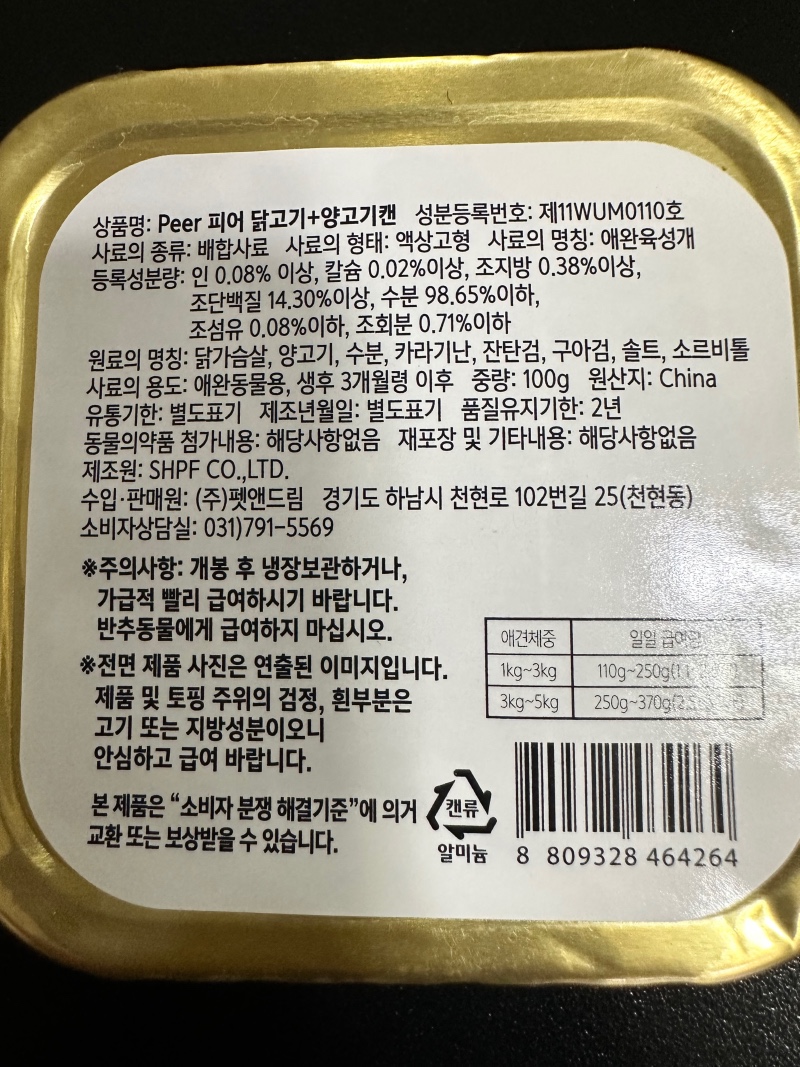 상품명: Peer 피어 닭고기+양고기캔 성분등록번호: 제11WUM0110호
사료의 종류: 배합사료 사료의 형태: 액상고형 사료의 명칭: 애완육성개
등록성분량: 인 0.08% 이상, 칼슘 0.02%이상, 조지방 0.38%이상,
조단백질 14.30%이상, 수분 98.65%이하,
조섬유 0.08%이하, 조회분 0.71%이하
원료의 명칭: 닭가슴살, 양고기, 수분, 카라기난, 잔탄검, 구아검, 솔트, 소르비톨
사료의 용도: 애완동물용, 생후 3개월령 이후 중량: 100g 원산지: China
유통기한: 별도표기 제조년월일: 별도표기 품질유지기한: 2년
동물의약품 첨가내용: 해당사항없음 재포장 및 기타내용: 해당사항없음
제조원: SHPF CO.,LTD.
수입·판매원: (주)펫앤드림 경기도 하남시 천현로 102번길 25(천현동)
소비자상담실: 031)791-5569
※주의사항: 개봉 후 냉장보관하거나,
가급적 빨리 급여하시기 바랍니다.
반추동물에게 급여하지 마십시오.
※전면 제품 사진은 연출된 이미지입니다.
제품 및 토핑 주위의 검정, 흰부분은
고기 또는 지방성분이오니
안심하고 급여 바랍니다.
본 제품은 “소비자 분쟁 해결기준”에 의거
교환 또는 보상받을 수 있습니다.
애견체중 일일 급여량
1kg~3kg 110g~250g
3kg~5kg 250g~370g
캔류
알미늄
8 809328 464264